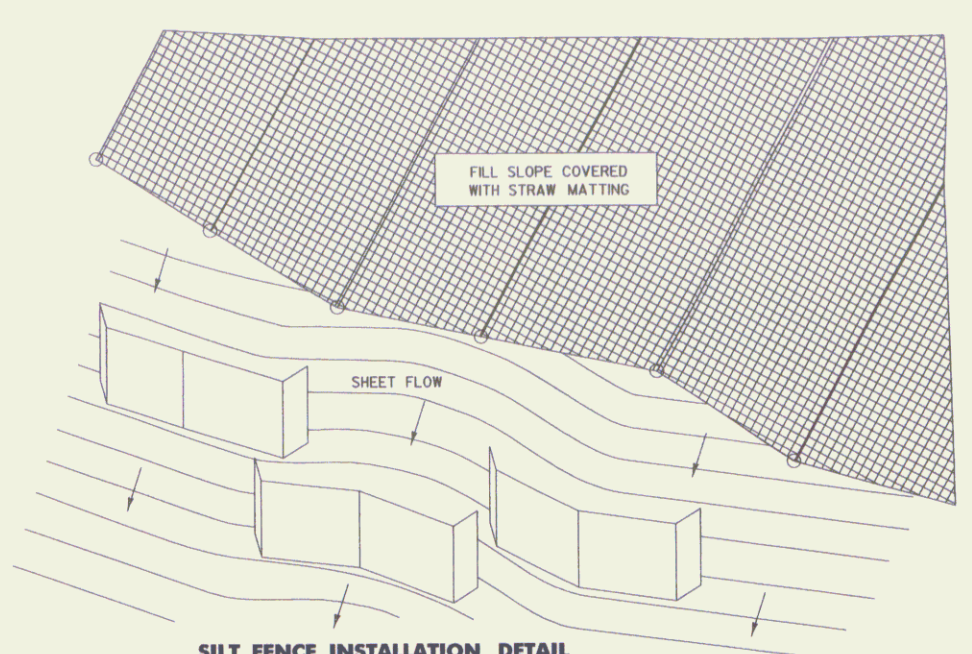 FILL SLOPE COVERED
WITH STRAW MATTING
SHEET FLOW
SILT FENCE INSTALLATION DETAIL